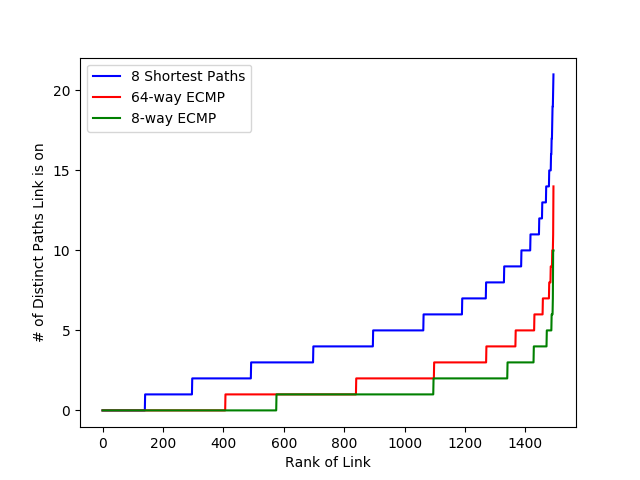 8 Shortest Paths
64-way ECMP
8-way ECMP
20
15
10
5
0
# of Distinct Paths Link is on
0 200 400 600 800 1000 1200 1400
Rank of Link